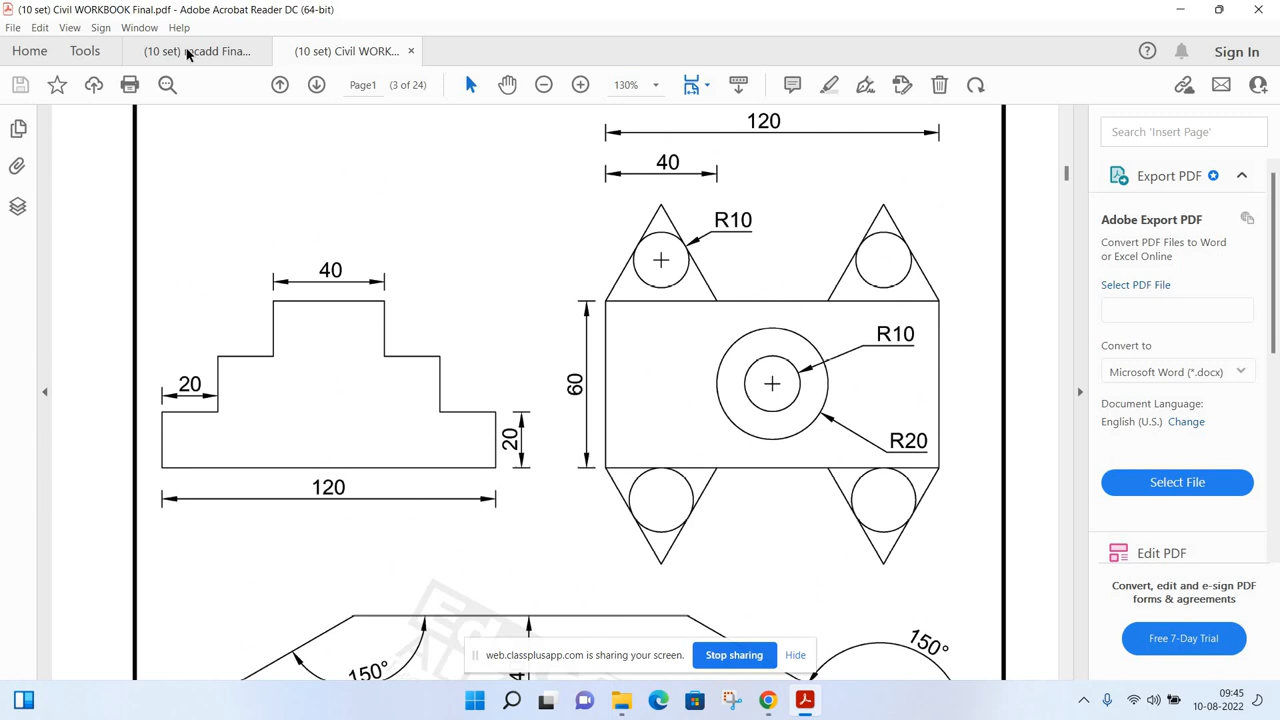 (10 set) Civil WORKBOOK Final.pdf - Adobe Acrobat Reader DC (64-bit)
File Edit View Sign Window Help
Home Tools (10 set) Civil WORK... × Sign In
Page1 (3 of 24) 130%
120
40
R10
40
20
20
120
60
R10
R20
150°
150°
Search 'Insert Page'
Export PDF
Adobe Export PDF
Convert PDF Files to Word
or Excel Online
Select PDF File
Convert to
Microsoft Word (*.docx)
Document Language:
English (U.S.) Change
Select File
Edit PDF
Convert, edit and e-sign PDF
forms & agreements
Free 7-Day Trial
web.classplusapp.com is sharing your screen. Stop sharing Hide
09:45
10-08-2022